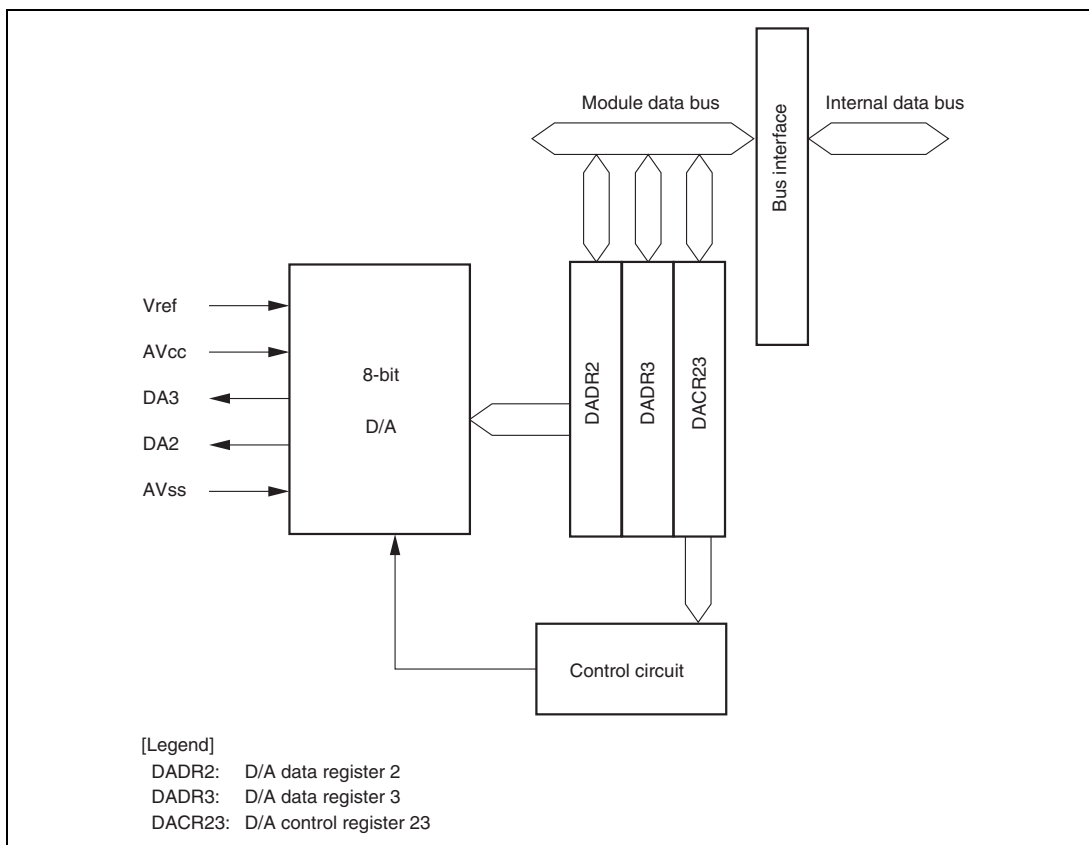 Module data bus
Internal data bus
Bus interface
Vref
AVcc
DA3
DA2
AVss
8-bit
D/A
DADR2
DADR3
DACR23
Control circuit
[Legend]
DADR2: D/A data register 2
DADR3: D/A data register 3
DACR23: D/A control register 23